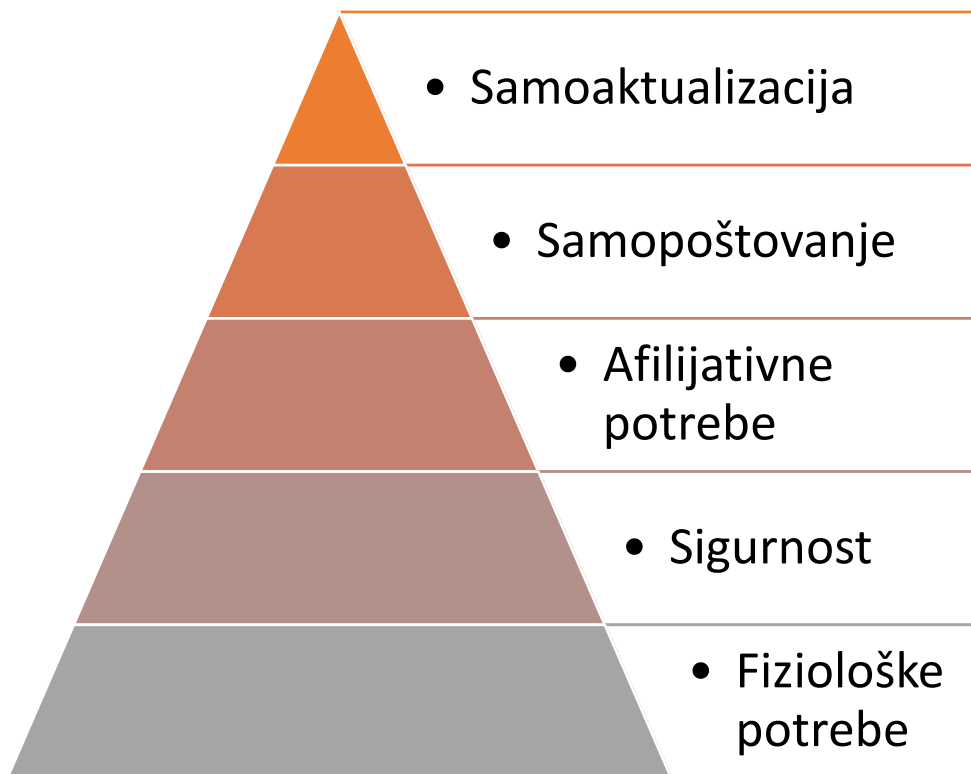 • Samoaktualizacija
• Samopoštovanje
• Afilijativne
potrebe
• Sigurnost
• Fiziološke
potrebe